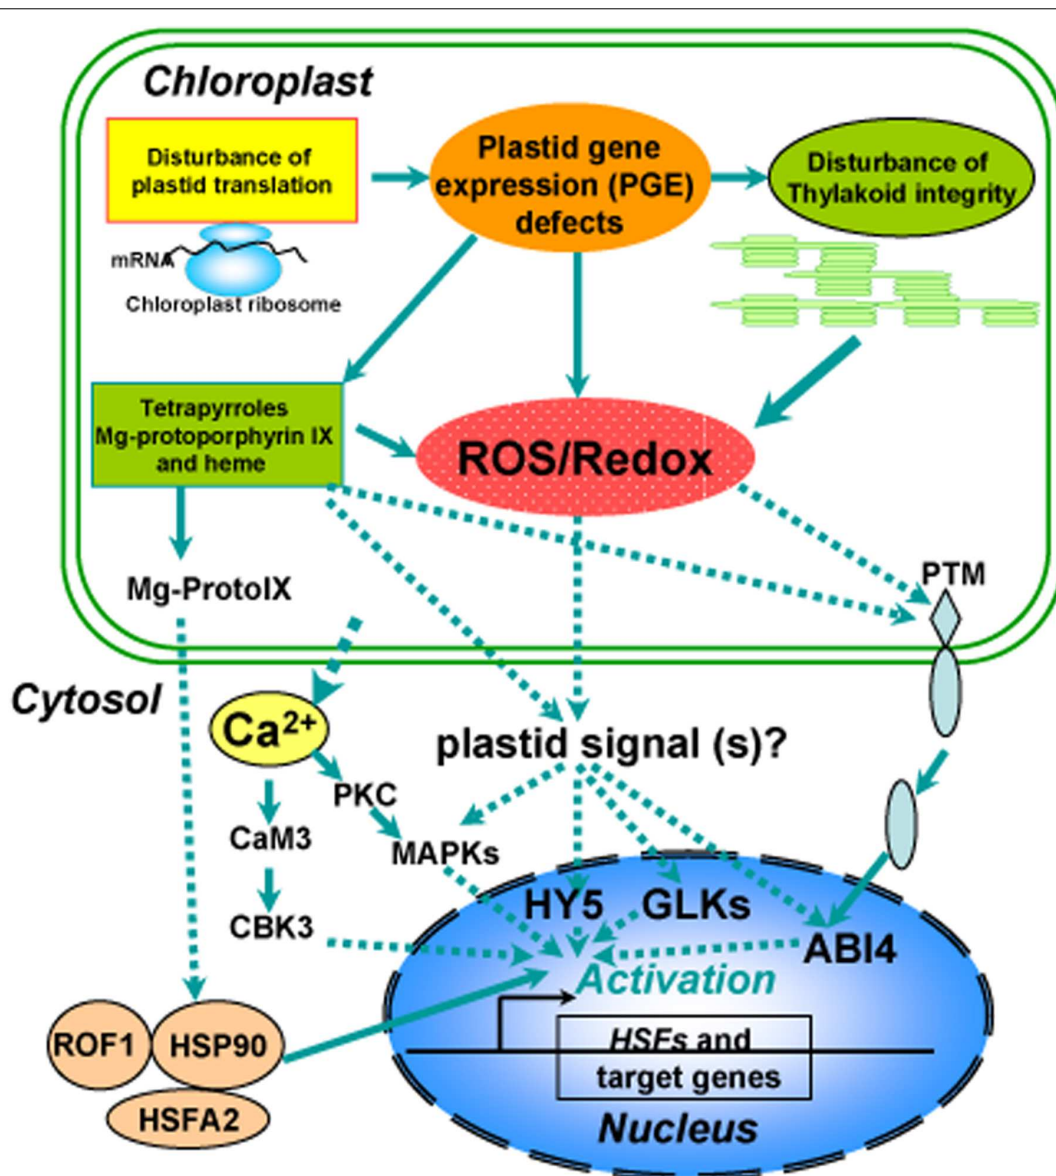 Chloroplast
Disturbance of
plastid translation
Plastid gene
expression (PGE)
defects
Disturbance of
Thylakoid integrity
mRNA
Chloroplast ribosome
Tetrapyrroles
Mg-protoporphyrin IX
and heme
ROS/Redox
Mg-ProtoIX
PTM
Cytosol
Ca2+
plastid signal (s)?
PKC
CaM3
MAPKs
CBK3
HY5
GLKs
ABI4
Activation
ROF1
HSP90
HSFA2
HSFs and
target genes
Nucleus